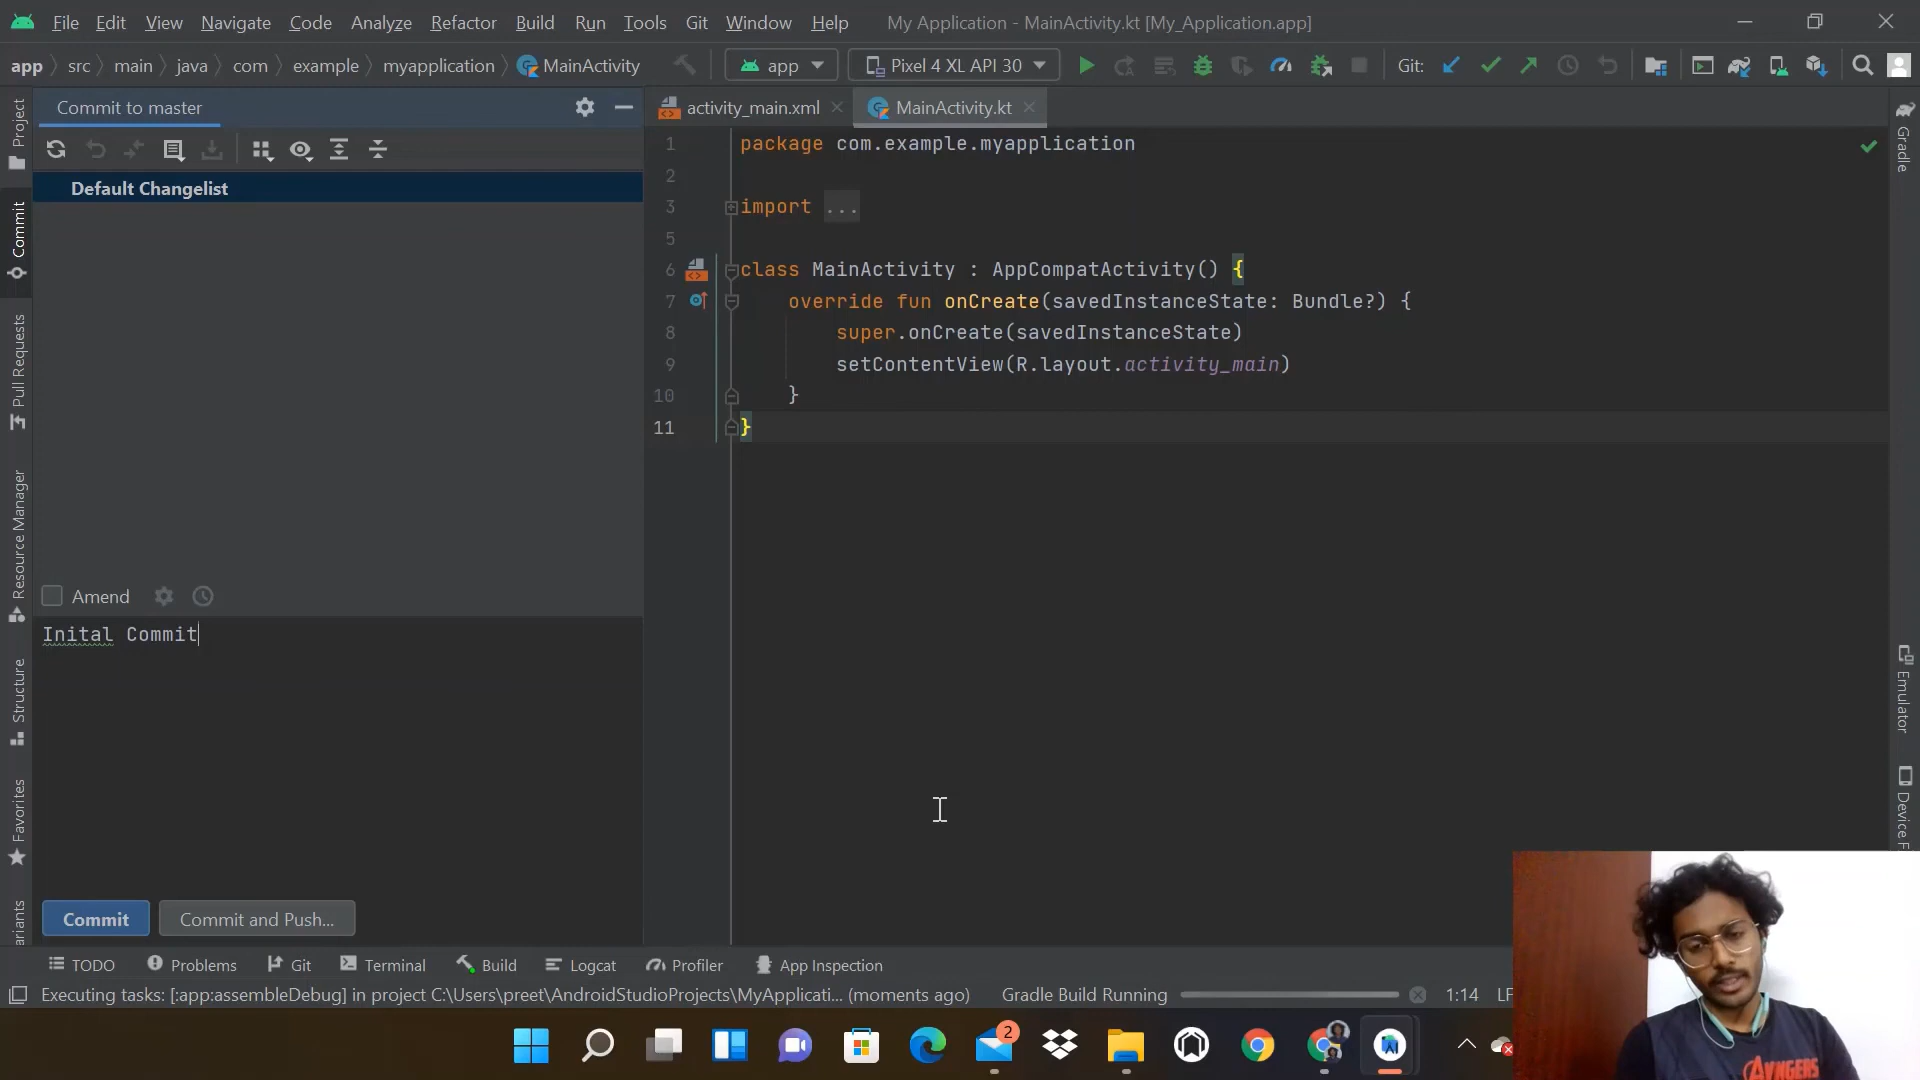 File Edit View Navigate Code Analyze Refactor Build Run Tools Git Window Help My Application - MainActivity.kt [My_Application.app]
app src main java com example myapplication MainActivity app Pixel 4 XL API 30 Git:
Commit to master
activity_main.xml MainActivity.kt
Default Changelist
1 package com.example.myapplication
2
3 import ...
5
6 class MainActivity : AppCompatActivity() {
7 override fun onCreate(savedInstanceState: Bundle?) {
8 super.onCreate(savedInstanceState)
9 setContentView(R.layout.activity_main)
10 }
11 }
Amend
Inital Commit
Commit Commit and Push...
Project
Commit
Pull Requests
Resource Manager
Structure
Favorites
ariants
Gradle
Emulator
Device F
TODO Problems Git Terminal Build Logcat Profiler App Inspection
Executing tasks: [:app:assembleDebug] in project C:\Users\preet\AndroidStudioProjects\MyApplicati... (moments ago) Gradle Build Running 1:14 LF
2
AVNGERS